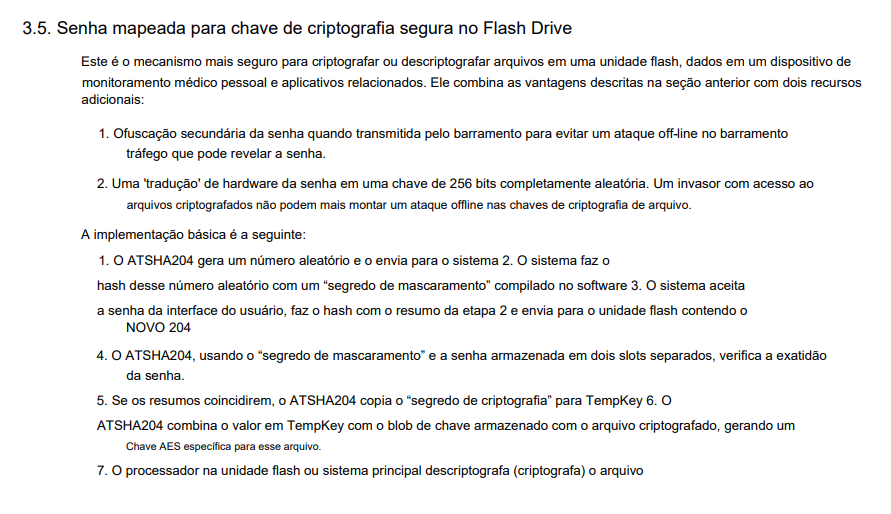 3.5. Senha mapeada para chave de criptografia segura no Flash Drive
Este é o mecanismo mais seguro para criptografar ou descriptografar arquivos em uma unidade flash, dados em um dispositivo de
monitoramento médico pessoal e aplicativos relacionados. Ele combina as vantagens descritas na seção anterior com dois recursos
adicionais:
1. Ofuscação secundária da senha quando transmitida pelo barramento para evitar um ataque off-line no barramento
tráfego que pode revelar a senha.
2. Uma 'tradução' de hardware da senha em uma chave de 256 bits completamente aleatória. Um invasor com acesso ao
arquivos criptografados não podem mais montar um ataque offline nas chaves de criptografia de arquivo.
A implementação básica é a seguinte:
1. O ATSHA204 gera um número aleatório e o envia para o sistema 2. O sistema faz o
hash desse número aleatório com um “segredo de mascaramento” compilado no software 3. O sistema aceita
a senha da interface do usuário, faz o hash com o resumo da etapa 2 e envia para o unidade flash contendo o
NOVO 204
4. O ATSHA204, usando o “segredo de mascaramento” e a senha armazenada em dois slots separados, verifica a exatidão
da senha.
5. Se os resumos coincidirem, o ATSHA204 copia o “segredo de criptografia” para TempKey 6. O
ATSHA204 combina o valor em TempKey com o blob de chave armazenado com o arquivo criptografado, gerando um
Chave AES específica para esse arquivo.
7. O processador na unidade flash ou sistema principal descriptografa (criptografa) o arquivo